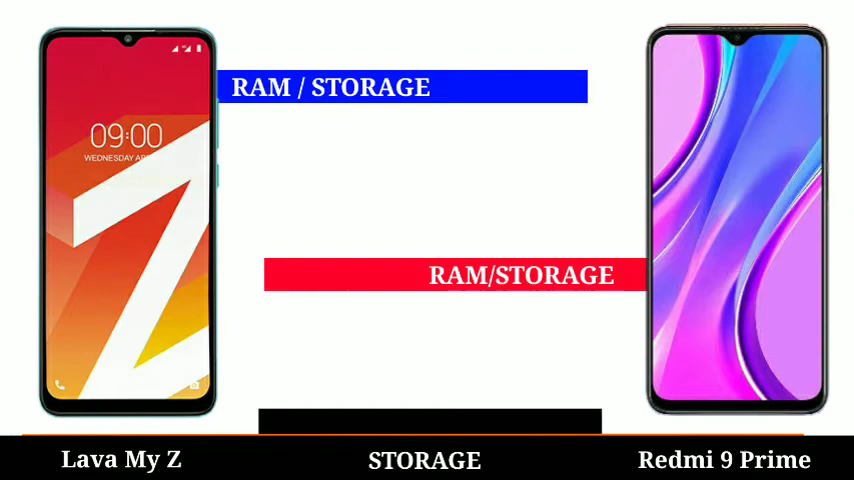 RAM / STORAGE
09:00
WEDNESDAY
RAM/STORAGE
Lava My Z
STORAGE
Redmi 9 Prime